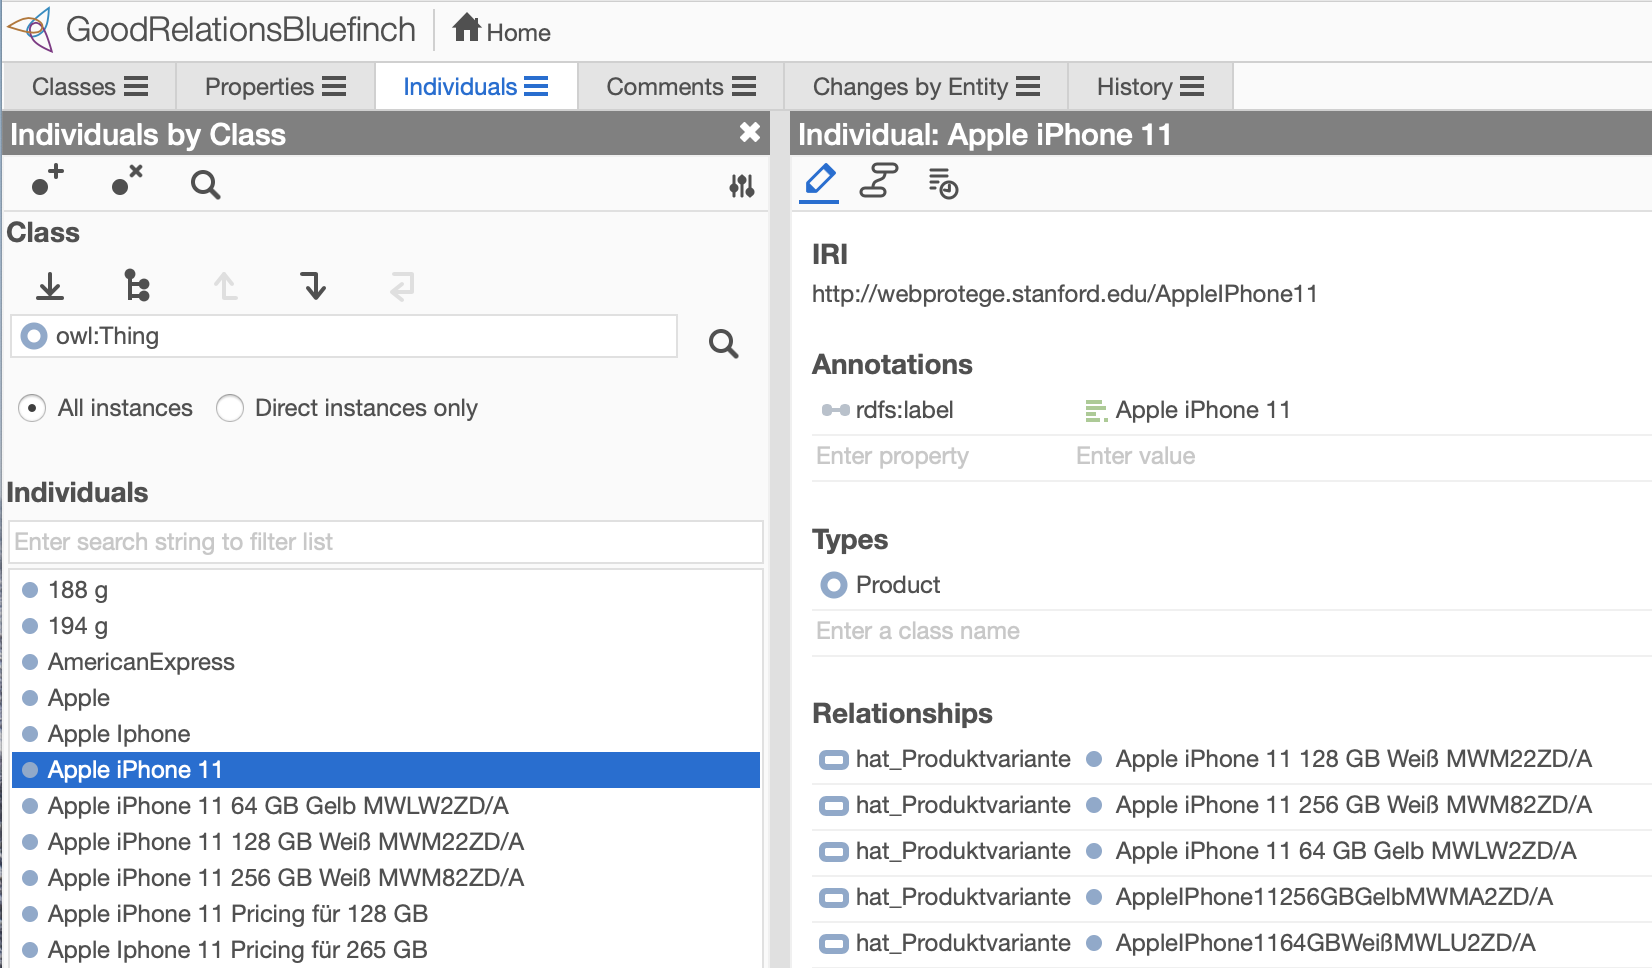 GoodRelationsBluefinch Home
Classes Properties Individuals Comments Changes by Entity History
Individuals by Class
Class
owl:Thing
All instances Direct instances only
Individuals
Enter search string to filter list
188 g
194 g
AmericanExpress
Apple
Apple Iphone
Apple iPhone 11
Apple iPhone 11 64 GB Gelb MWLW2ZD/A
Apple iPhone 11 128 GB Weiß MWM22ZD/A
Apple iPhone 11 256 GB Weiß MWM82ZD/A
Apple iPhone 11 Pricing für 128 GB
Apple Iphone 11 Pricing für 265 GB
Individual: Apple iPhone 11
IRI
http://webprotege.stanford.edu/AppleIPhone11
Annotations
rdfs:label Apple iPhone 11
Enter property Enter value
Types
Product
Enter a class name
Relationships
hat_Produktvariante Apple iPhone 11 128 GB Weiß MWM22ZD/A
hat_Produktvariante Apple iPhone 11 256 GB Weiß MWM82ZD/A
hat_Produktvariante Apple iPhone 11 64 GB Gelb MWLW2ZD/A
hat_Produktvariante AppleIPhone11256GBGelbMWMA2ZD/A
hat_Produktvariante AppleIPhone1164GBWeißMWLU2ZD/A